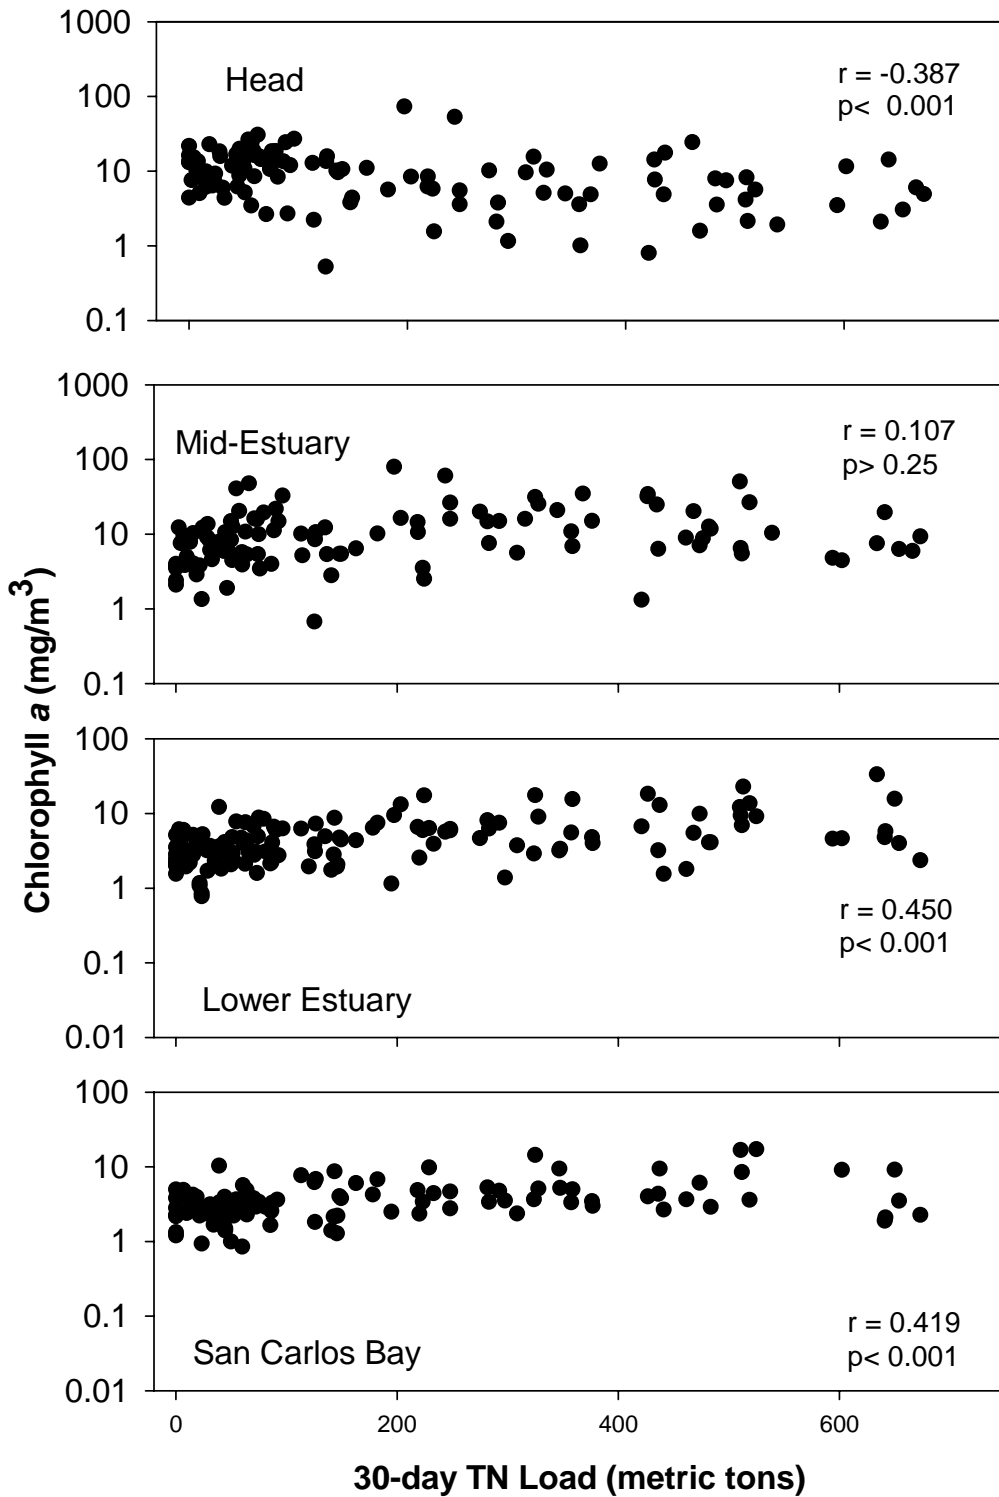 1000
100
10
1
0.1
Head
r = -0.387
p< 0.001
1000
100
10
1
0.1
Mid-Estuary
r = 0.107
p> 0.25
Chlorophyll a (mg/m3)
100
10
1
0.1
0.01
Lower Estuary
r = 0.450
p< 0.001
100
10
1
0.1
0.01
San Carlos Bay
r = 0.419
p< 0.001
0 200 400 600
30-day TN Load (metric tons)